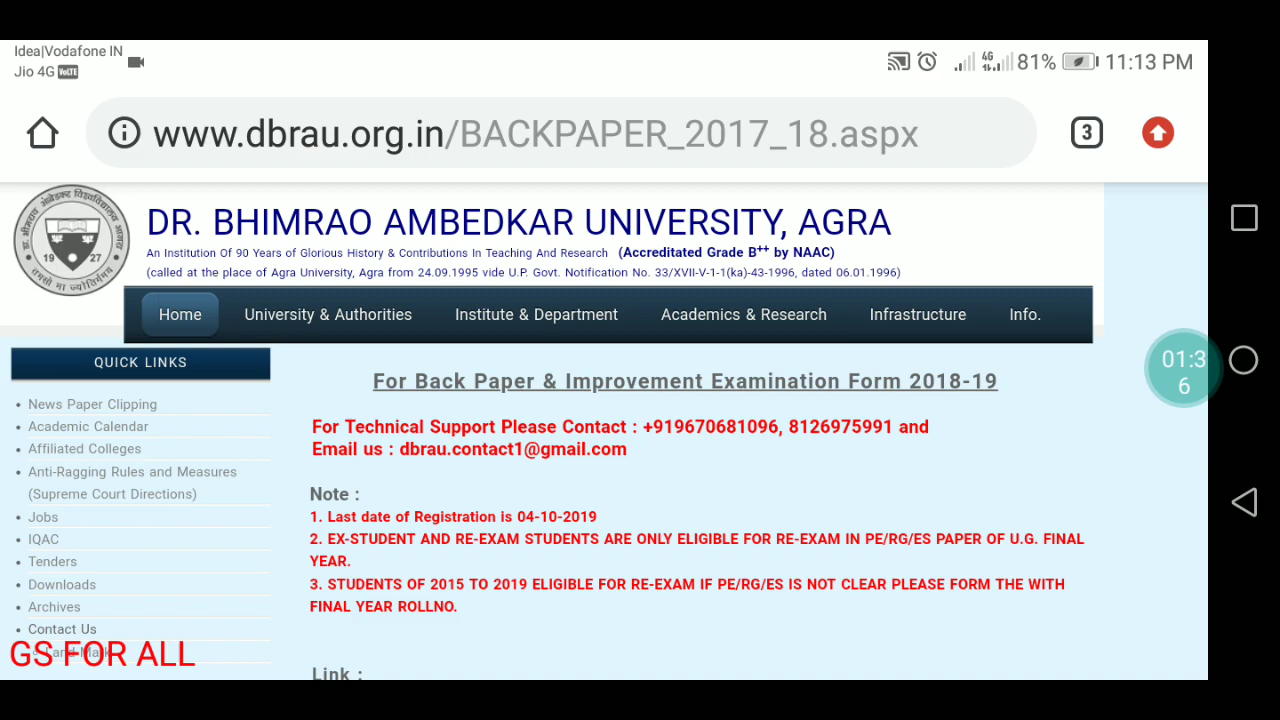 Idea|Vodafone IN
Jio 4G VoLTE
4G 81% 11:13 PM
www.dbrau.org.in/BACKPAPER_2017_18.aspx
3
19 27
DR. BHIMRAO AMBEDKAR UNIVERSITY, AGRA
An Institution Of 90 Years of Glorious History & Contributions In Teaching And Research (Accreditated Grade B++ by NAAC)
(called at the place of Agra University, Agra from 24.09.1995 vide U.P. Govt. Notification No. 33/XVII-V-1-1(ka)-43-1996, dated 06.01.1996)
Home University & Authorities Institute & Department Academics & Research Infrastructure Info.
QUICK LINKS
News Paper Clipping
Academic Calendar
Affiliated Colleges
Anti-Ragging Rules and Measures
(Supreme Court Directions)
Jobs
IQAC
Tenders
Downloads
Archives
Contact Us
GS FOR ALL
For Back Paper & Improvement Examination Form 2018-19
For Technical Support Please Contact : +919670681096, 8126975991 and
Email us : dbrau.contact1@gmail.com
Note :
1. Last date of Registration is 04-10-2019
2. EX-STUDENT AND RE-EXAM STUDENTS ARE ONLY ELIGIBLE FOR RE-EXAM IN PE/RG/ES PAPER OF U.G. FINAL
YEAR.
3. STUDENTS OF 2015 TO 2019 ELIGIBLE FOR RE-EXAM IF PE/RG/ES IS NOT CLEAR PLEASE FORM THE WITH
FINAL YEAR ROLLNO.
Link :
01:3
6